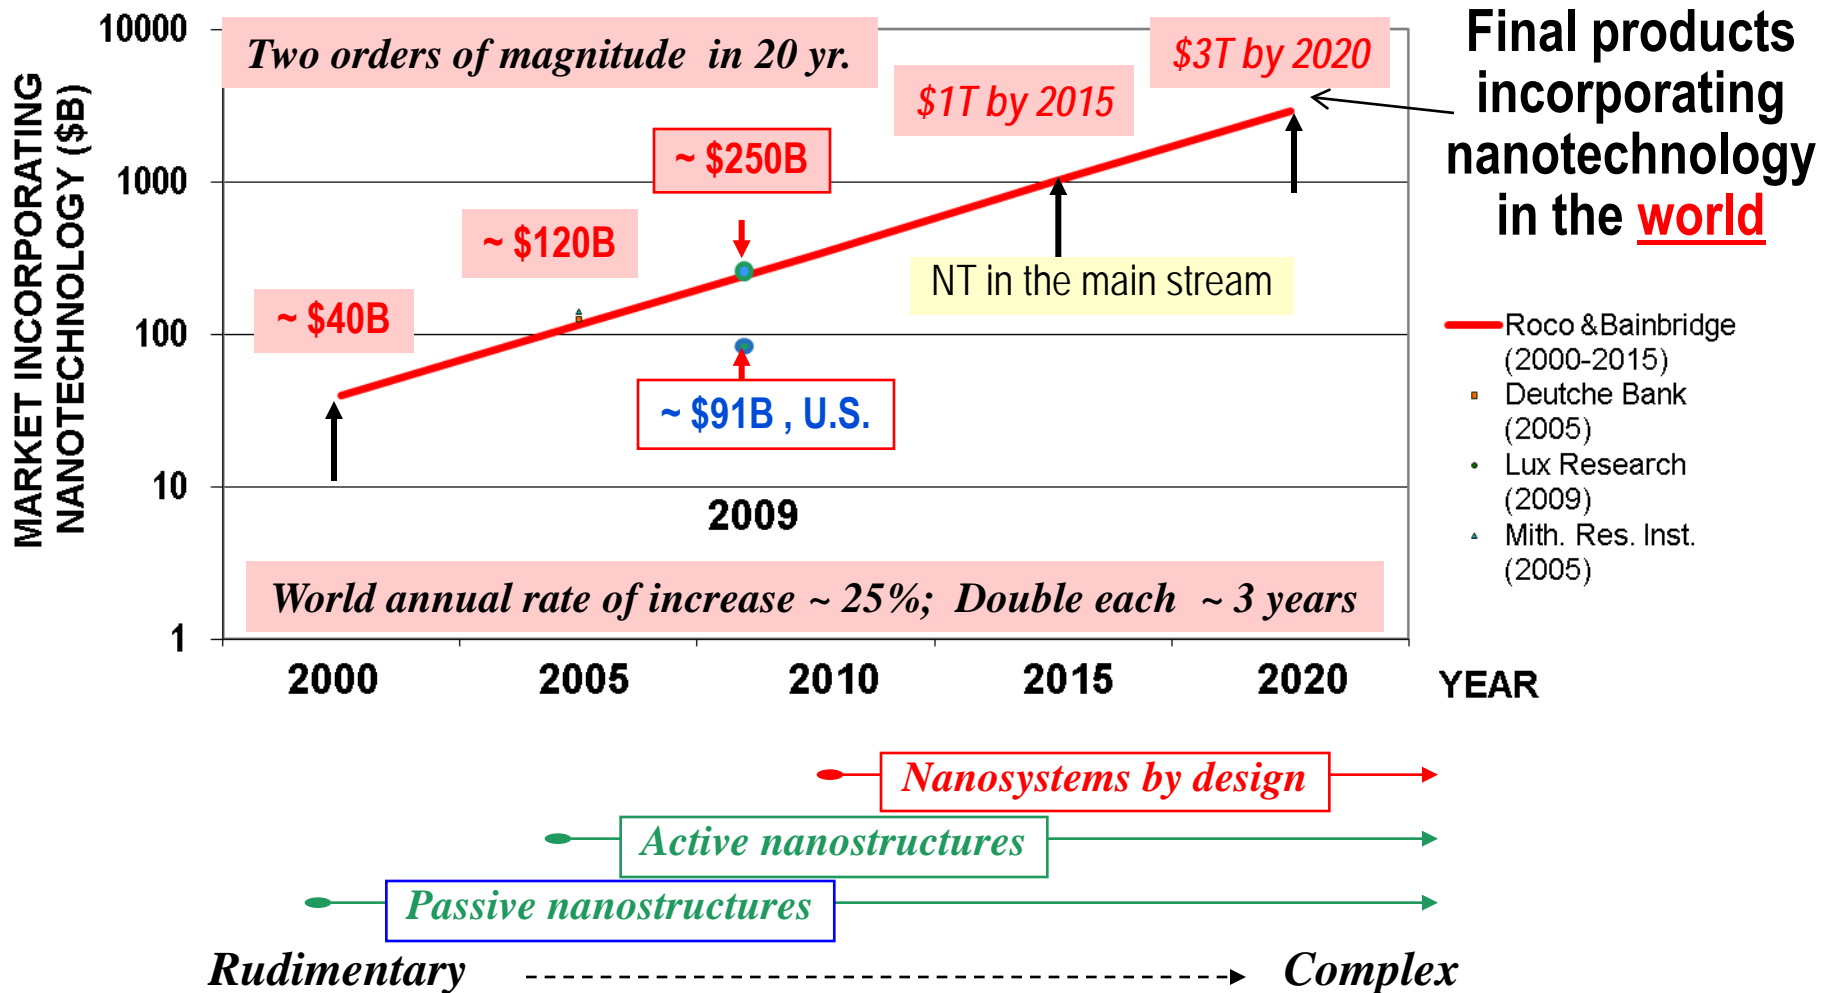 MARKET INCORPORATING
NANOTECHNOLOGY ($B)
10000
1000
100
10
1
Two orders of magnitude in 20 yr.
$3T by 2020
$1T by 2015
~ $250B
~ $120B
~ $40B
NT in the main stream
~ $91B , U.S.
2009
World annual rate of increase ~ 25%; Double each ~ 3 years
2000 2005 2010 2015 2020 YEAR
Final products
incorporating
nanotechnology
in the world
Roco &Bainbridge
(2000-2015)
Deutche Bank
(2005)
Lux Research
(2009)
Mith. Res. Inst.
(2005)
Nanosystems by design
Active nanostructures
Passive nanostructures
Rudimentary Complex